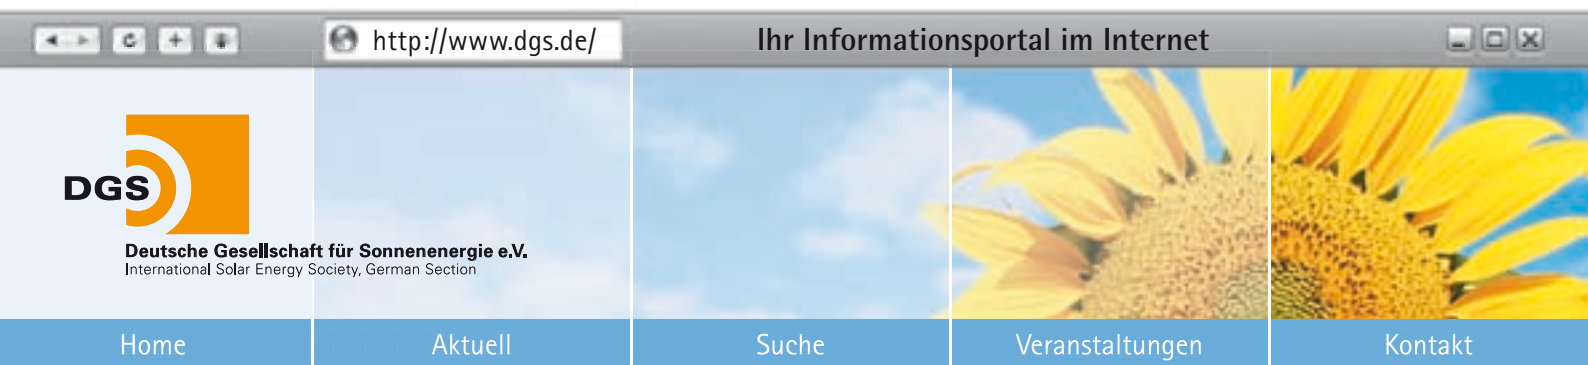 http://www.dgs.de/ Ihr Informationsportal im Internet
DGS
Deutsche Gesellschaft für Sonnenenergie e.V.
International Solar Energy Society, German Section
Home Aktuell Suche Veranstaltungen Kontakt